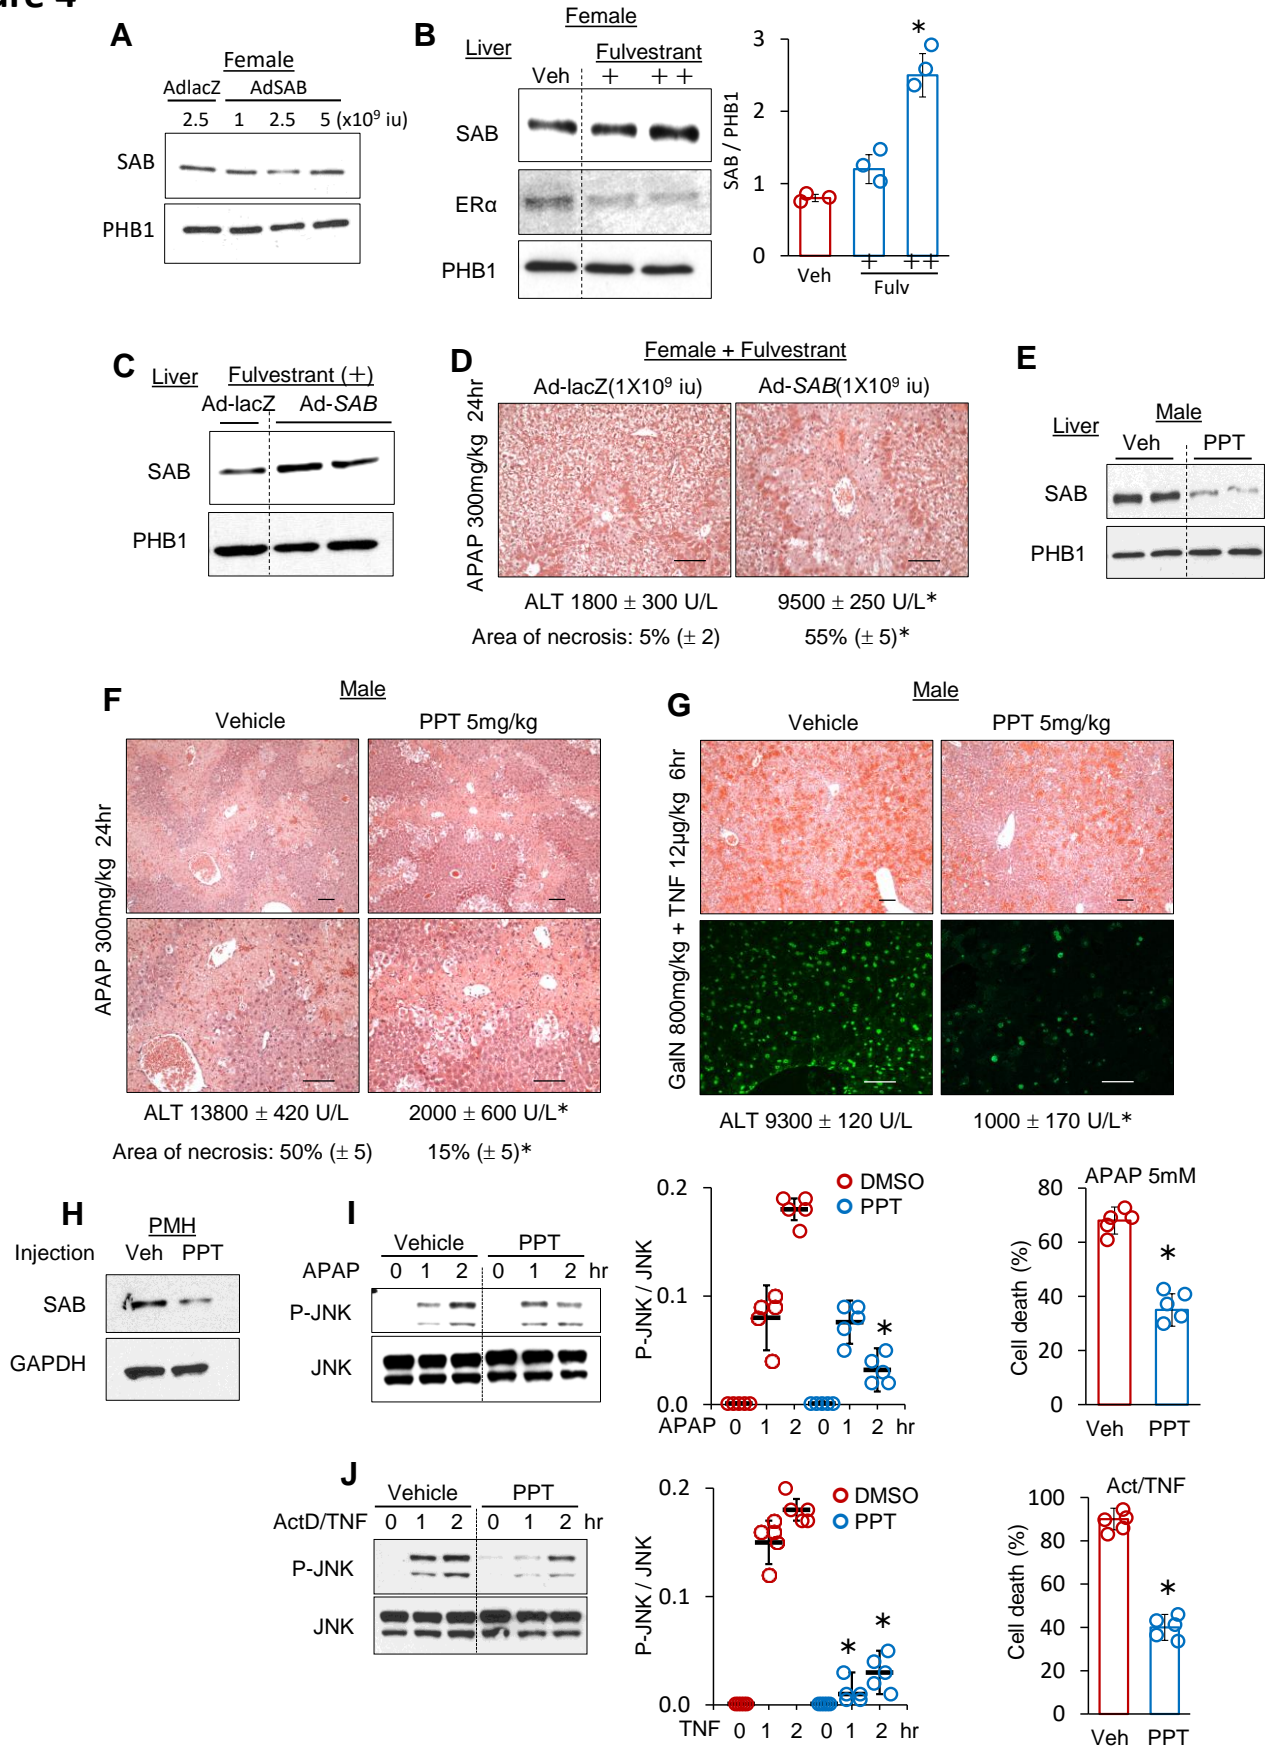 ure 4
A
Female
AdlacZ AdSAB
2.5 1 2.5 5 (x10⁹ iu)
SAB
PHB1
B
Female
Liver
Fulvestrant
Veh + + +
SAB
ERα
PHB1
3
2
1
0
SAB / PHB1
*
+ ++
Veh
Fulv
C
Liver
Fulvestrant (+)
Ad-lacZ Ad-SAB
SAB
PHB1
D
Female + Fulvestrant
Ad-lacZ(1X10⁹ iu) Ad-SAB(1X10⁹ iu)
APAP 300mg/kg 24hr
ALT 1800 ± 300 U/L 9500 ± 250 U/L*
Area of necrosis: 5% (± 2) 55% (± 5)*
E
Male
Liver
Veh PPT
SAB
PHB1
F
Male
Vehicle PPT 5mg/kg
APAP 300mg/kg 24hr
ALT 13800 ± 420 U/L 2000 ± 600 U/L*
Area of necrosis: 50% (± 5) 15% (± 5)*
G
Male
Vehicle PPT 5mg/kg
GalN 800mg/kg + TNF 12µg/kg 6hr
ALT 9300 ± 120 U/L 1000 ± 170 U/L*
H
PMH
Injection Veh PPT
SAB
GAPDH
I
Vehicle PPT
APAP 0 1 2 0 1 2 hr
P-JNK
JNK
0.2
0.1
0.0
P-JNK / JNK
DMSO
PPT
*
APAP 0 1 2 0 1 2 hr
APAP 5mM
80
60
40
20
0
Cell death (%)
*
Veh PPT
J
Vehicle PPT
ActD/TNF 0 1 2 0 1 2 hr
P-JNK
JNK
0.2
0.1
0.0
P-JNK / JNK
DMSO
PPT
* *
TNF 0 1 2 0 1 2 hr
Act/TNF
100
80
60
40
20
0
Cell death (%)
*
Veh PPT